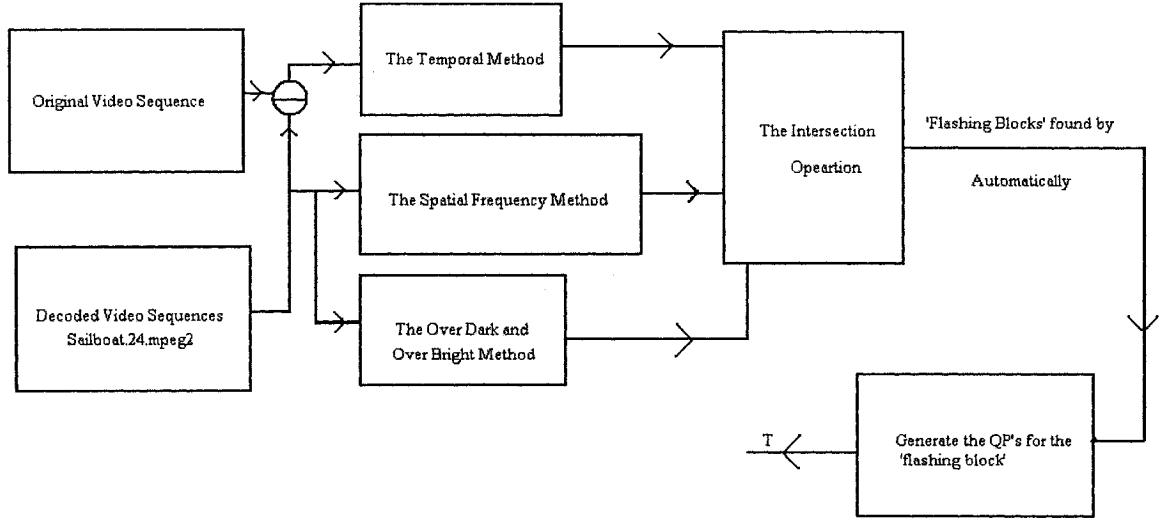 Original Video Sequence
The Temporal Method
The Intersection
Opeartion
'Flashing Blocks' found by
Automatically
The Spatial Frequency Method
Decoded Video Sequences
Sailboat.24.mpeg2
The Over Dark and
Over Bright Method
T
Generate the QP's for the
'flashing block'